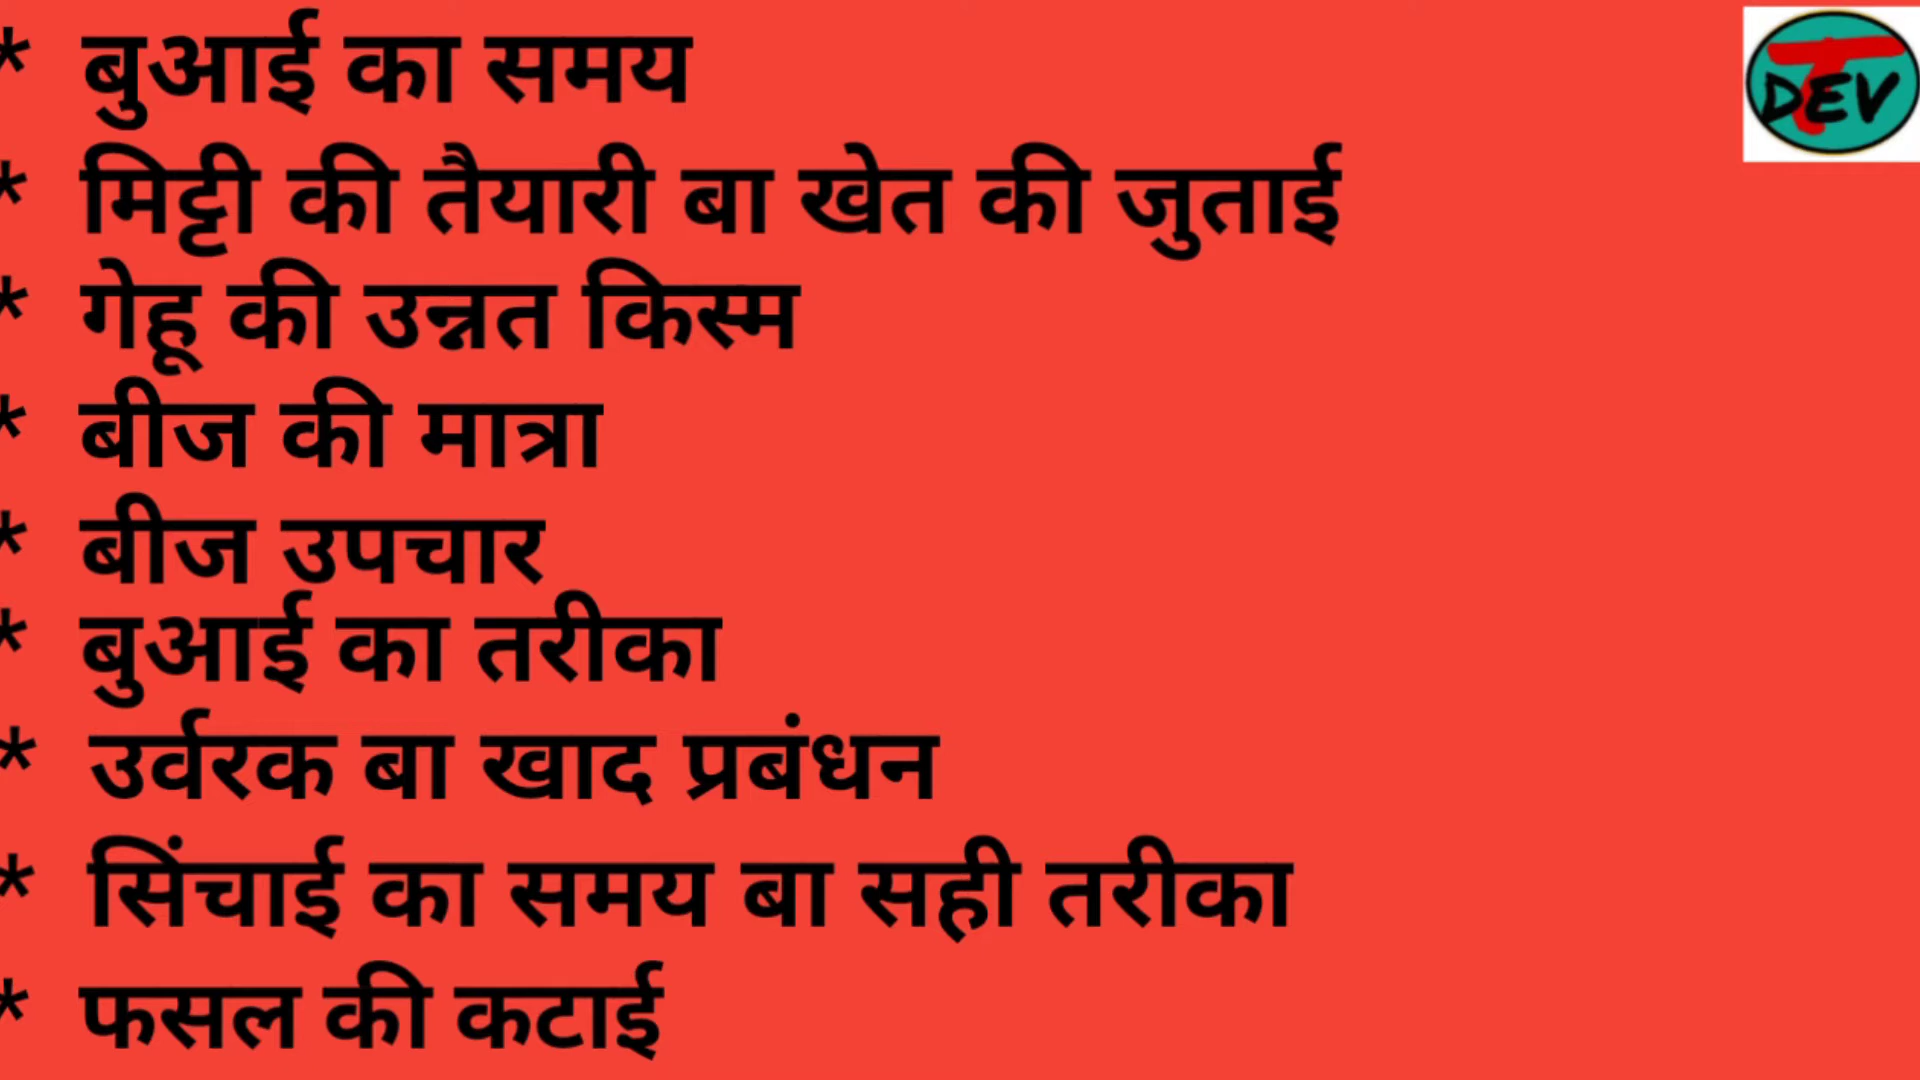 * बुआई का समय
T
DEV
* मिट्टी की तैयारी बा खेत की जुताई
* गेहू की उन्नत किस्म
* बीज की मात्रा
* बीज उपचार
* बुआई का तरीका
* उर्वरक बा खाद प्रबंधन
* सिंचाई का समय बा सही तरीका
* फसल की कटाई